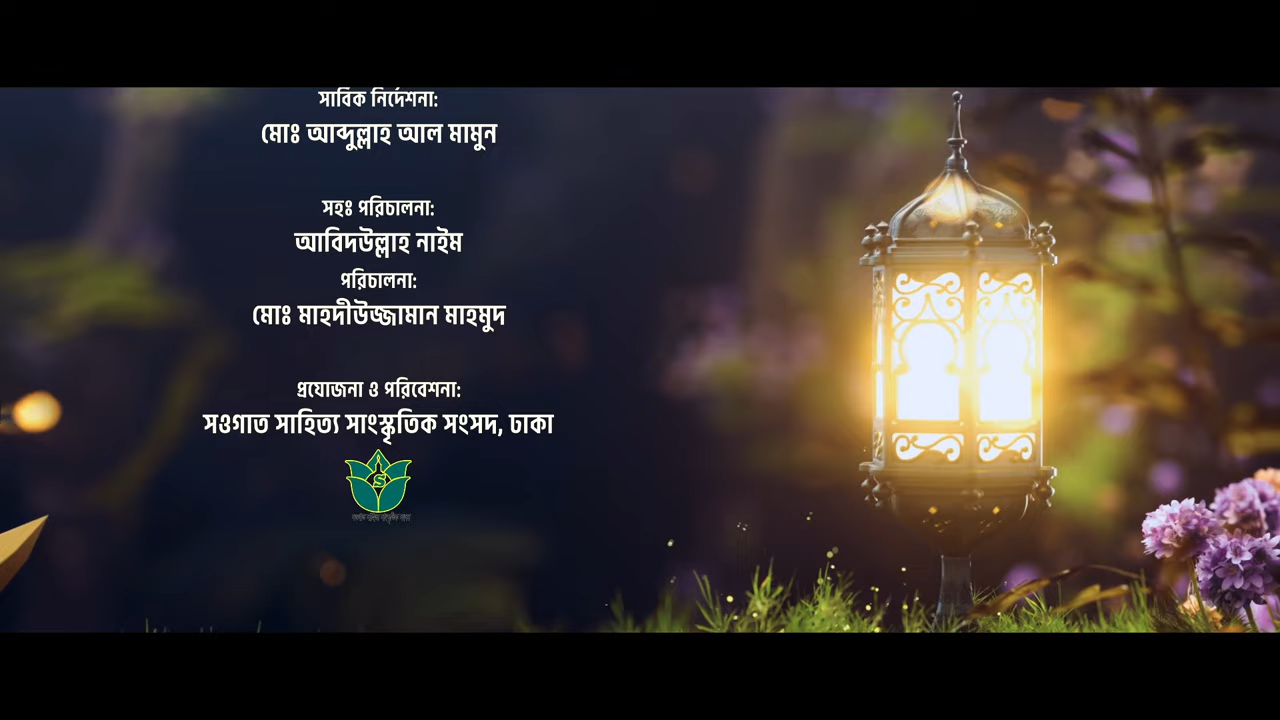 সাবিক নির্দেশনা:
মোঃ আব্দুল্লাহ আল মামুন
সহঃ পরিচালনা:
আবিদউল্লাহ নাইম
পরিচালনা:
মোঃ মাহদীউজ্জামান মাহমুদ
প্রযোজনা ও পরিবেশনা:
সওগাত সাহিত্য সাংস্কৃতিক সংসদ, ঢাকা
S